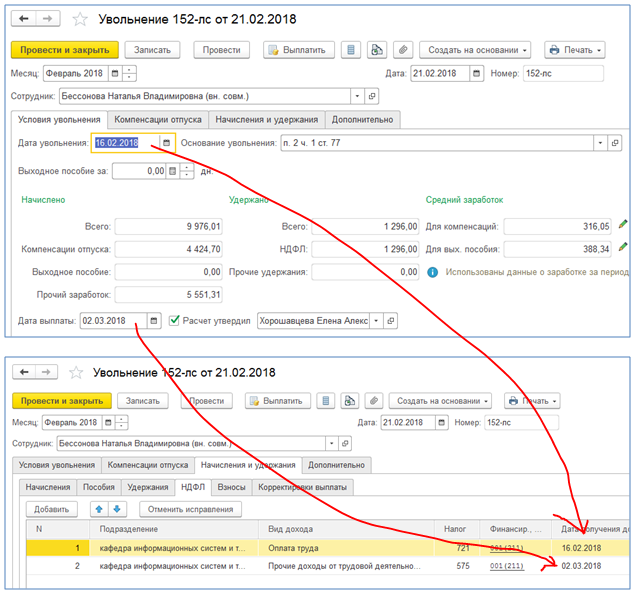 Увольнение 152-лс от 21.02.2018
Провести и закрыть Записать Провести Выплатить Создать на основании Печать
Месяц: Февраль 2018 Дата: 21.02.2018 Номер: 152-лс
Сотрудник: Бессонова Наталья Владимировна (вн. совм.)
Условия увольнения Компенсации отпуска Начисления и удержания Дополнительно
Дата увольнения: 16.02.2018 Основание увольнения: п. 2 ч. 1 ст. 77
Выходное пособие за: 0,00 дн.
Начислено Удержано Средний заработок
Всего: 9 976,01 Всего: 1 296,00 Для компенсаций: 316,05
Компенсации отпуска: 4 424,70 НДФЛ: 1 296,00 Для вых. пособия: 388,34
Выходное пособие: 0,00 Прочие удержания: 0,00 Использованы данные о заработке за период
Прочий заработок: 5 551,31
Дата выплаты: 02.03.2018 Расчет утвердил Хорошавцева Елена Алекс
Увольнение 152-лс от 21.02.2018
Провести и закрыть Записать Провести Выплатить Создать на основании Печать
Месяц: Февраль 2018 Дата: 21.02.2018 Номер: 152-лс
Сотрудник: Бессонова Наталья Владимировна (вн. совм.)
Условия увольнения Компенсации отпуска Начисления и удержания Дополнительно
Начисления Пособия Удержания НДФЛ Взносы Корректировки выплаты
Добавить Отменить исправления
N Подразделение Вид дохода Налог Финансир., ... Дата получения до
1 кафедра информационных систем и т... Оплата труда 721 001 (211) 16.02.2018
2 кафедра информационных систем и т... Прочие доходы от трудовой деятельно... 575 001 (211) 02.03.2018